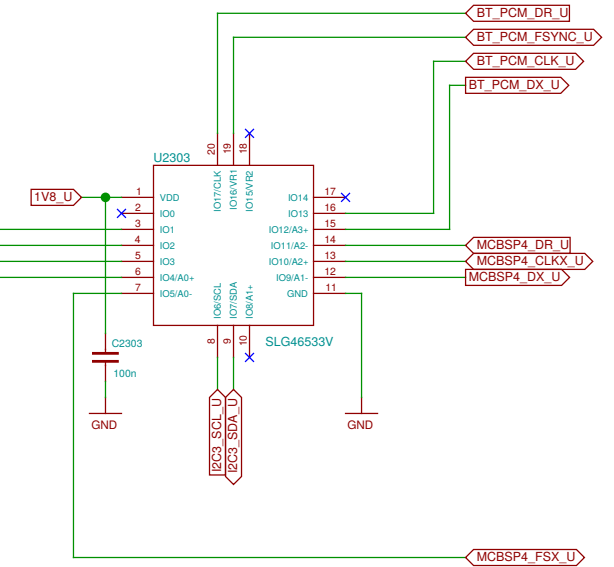 BT_PCM_DR_U
BT_PCM_FSYNC_U
BT_PCM_CLK_U
BT_PCM_DX_U
20
19
18
U2303
IO17/CLK
IO16/VR1
IO15/VR2
1V8_U
1 VDD
IO14 17
2 IO0
IO13 16
3 IO1
IO12/A3+ 15
4 IO2
IO11/A2- 14
MCBSP4_DR_U
5 IO3
IO10/A2+ 13
MCBSP4_CLKX_U
6 IO4/A0+
IO9/A1- 12
MCBSP4_DX_U
7 IO5/A0-
GND 11
IO6/SCL
IO7/SDA
IO8/A1+
8
9
10
SLG46533V
C2303
100n
GND
I2C3_SCL_U
I2C3_SDA_U
GND
MCBSP4_FSX_U